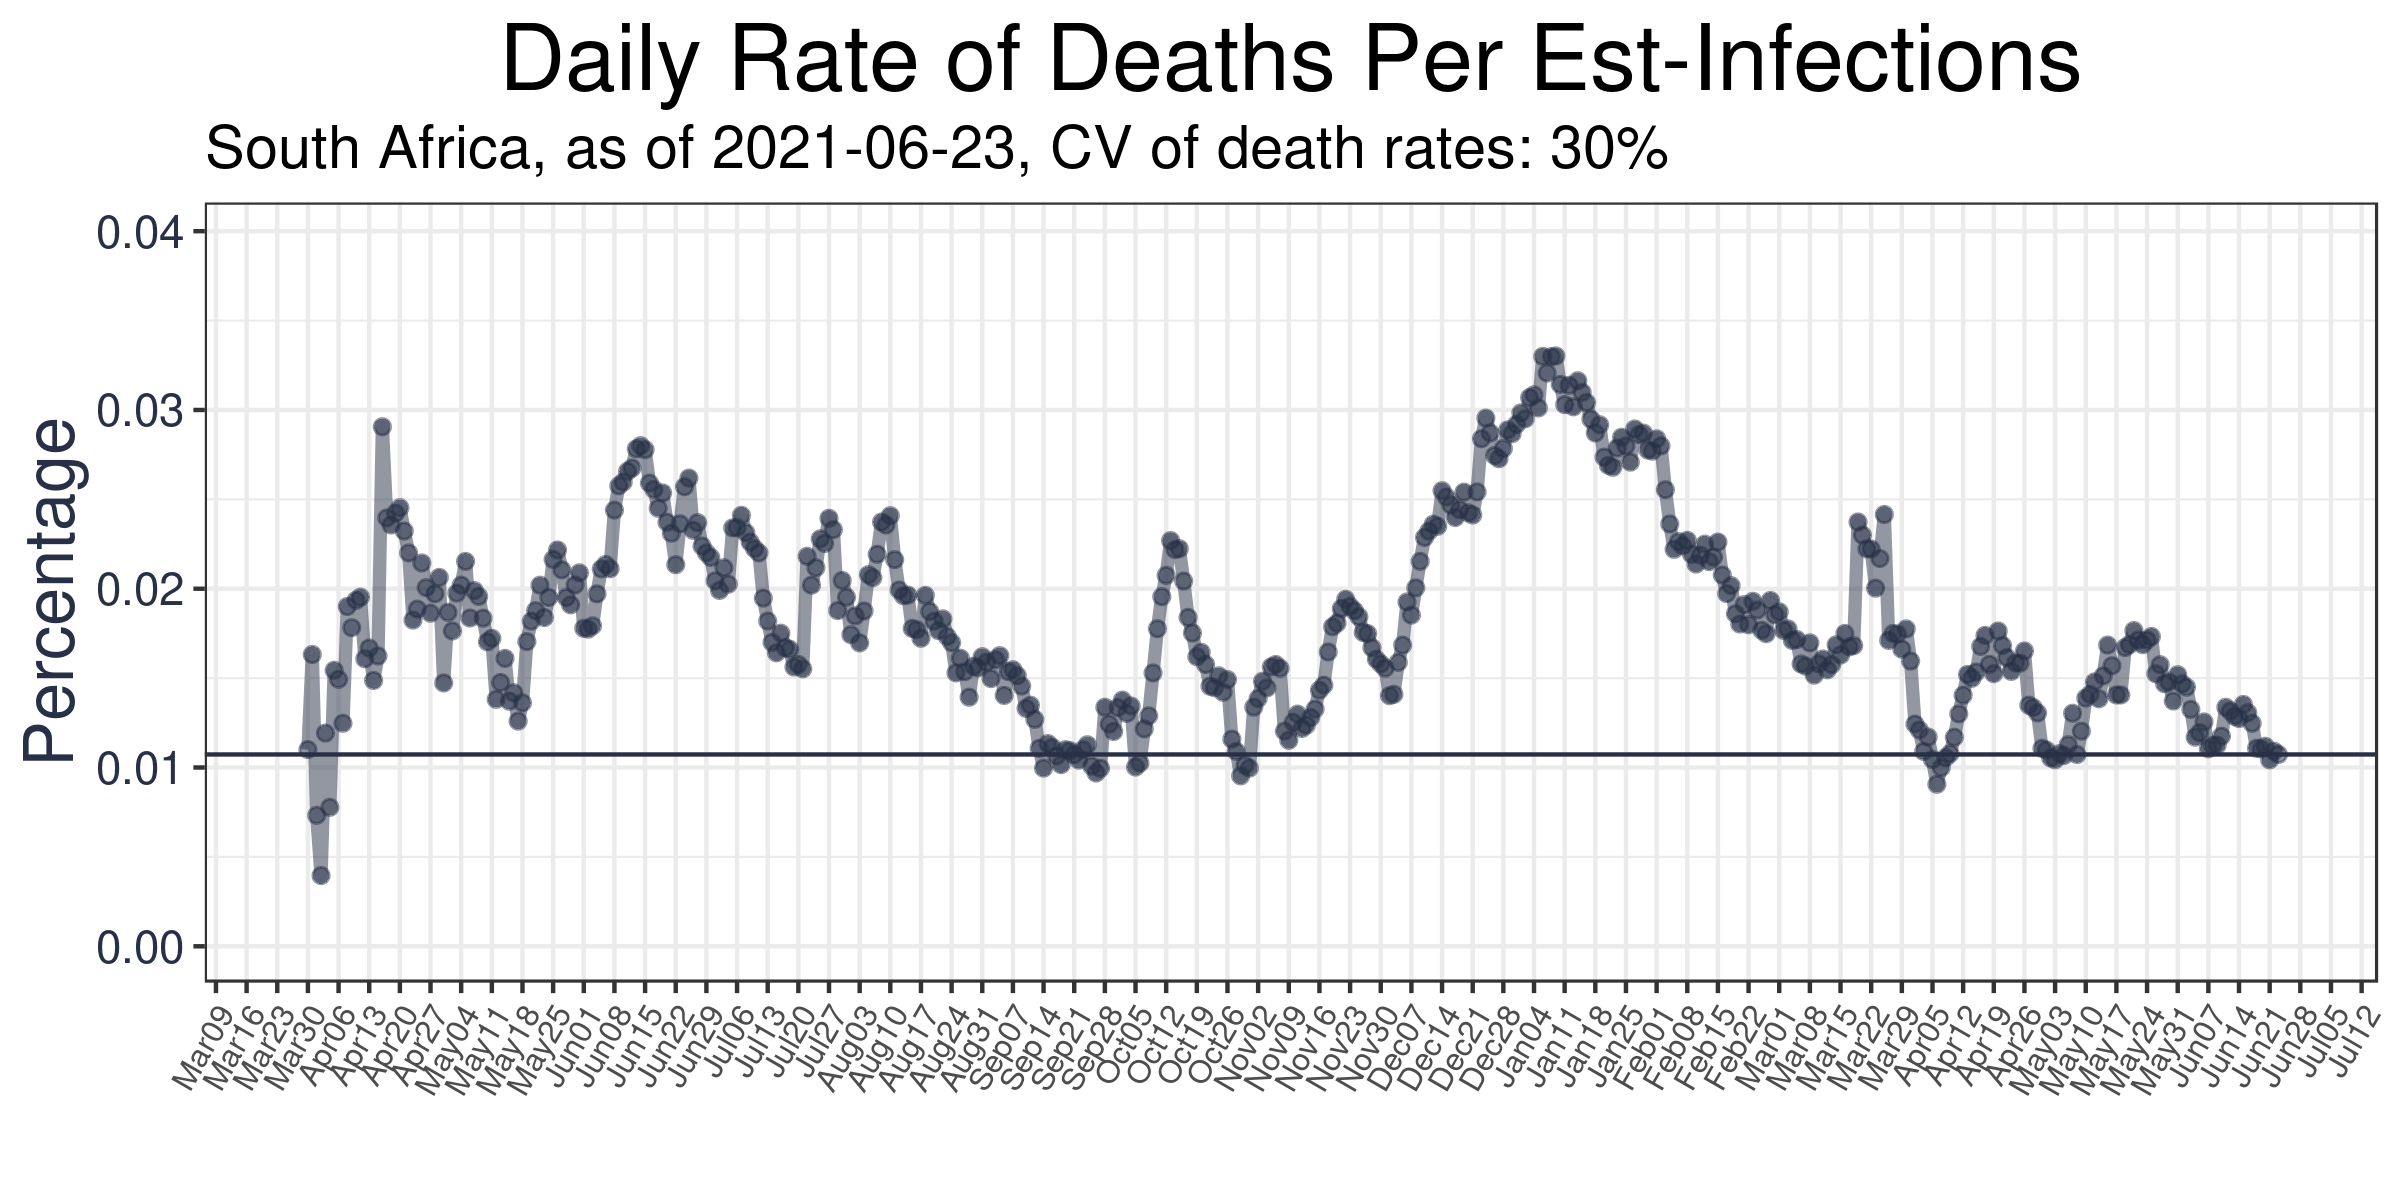 Daily Rate of Deaths Per Est-Infections
South Africa, as of 2021-06-23, CV of death rates: 30%
Percentage
0.04
0.03
0.02
0.01
0.00
Mar09
Mar16
Mar23
Mar30
Apr06
Apr13
Apr20
Apr27
May04
May11
May18
May25
Jun01
Jun08
Jun15
Jun22
Jun29
Jul06
Jul13
Jul20
Jul27
Aug03
Aug10
Aug17
Aug24
Aug31
Sep07
Sep14
Sep21
Sep28
Oct05
Oct12
Oct19
Oct26
Nov02
Nov09
Nov16
Nov23
Nov30
Dec07
Dec14
Dec21
Dec28
Jan04
Jan11
Jan18
Jan25
Feb01
Feb08
Feb15
Feb22
Mar01
Mar08
Mar15
Mar22
Mar29
Apr05
Apr12
Apr19
Apr26
May03
May10
May17
May24
May31
Jun07
Jun14
Jun21
Jun28
Jul05
Jul12